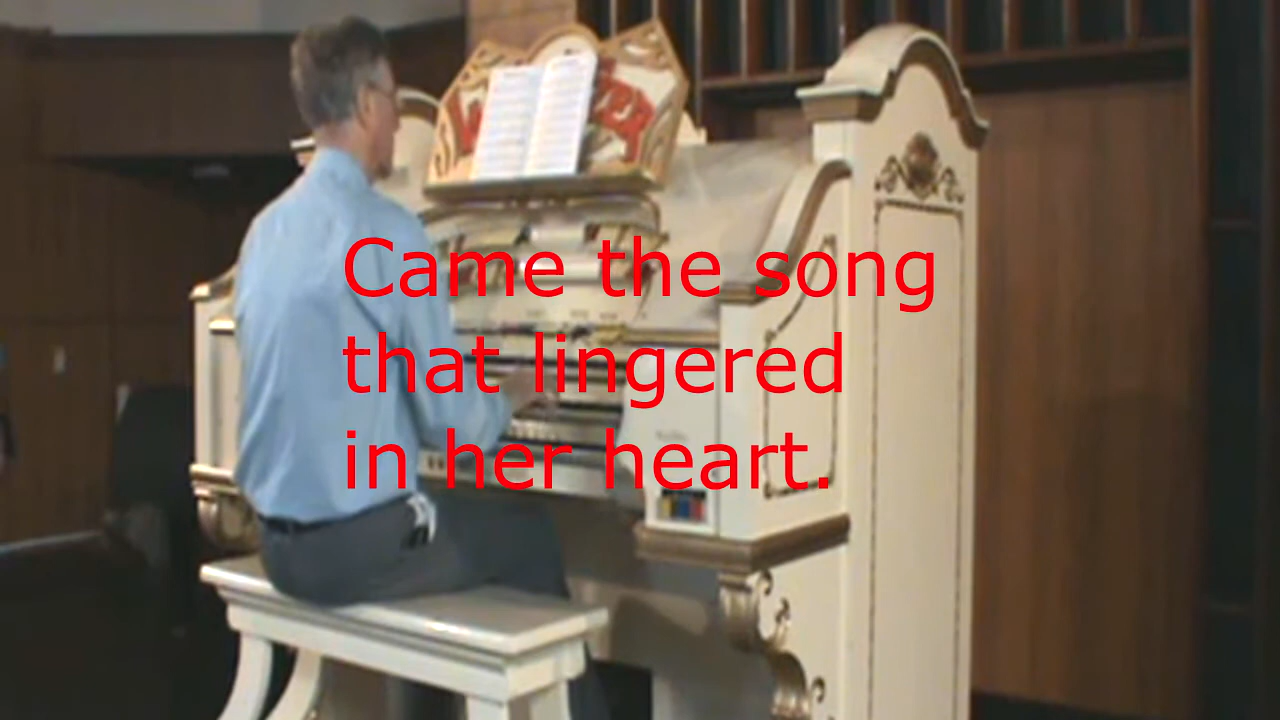 Came the song
that lingered
in her heart.